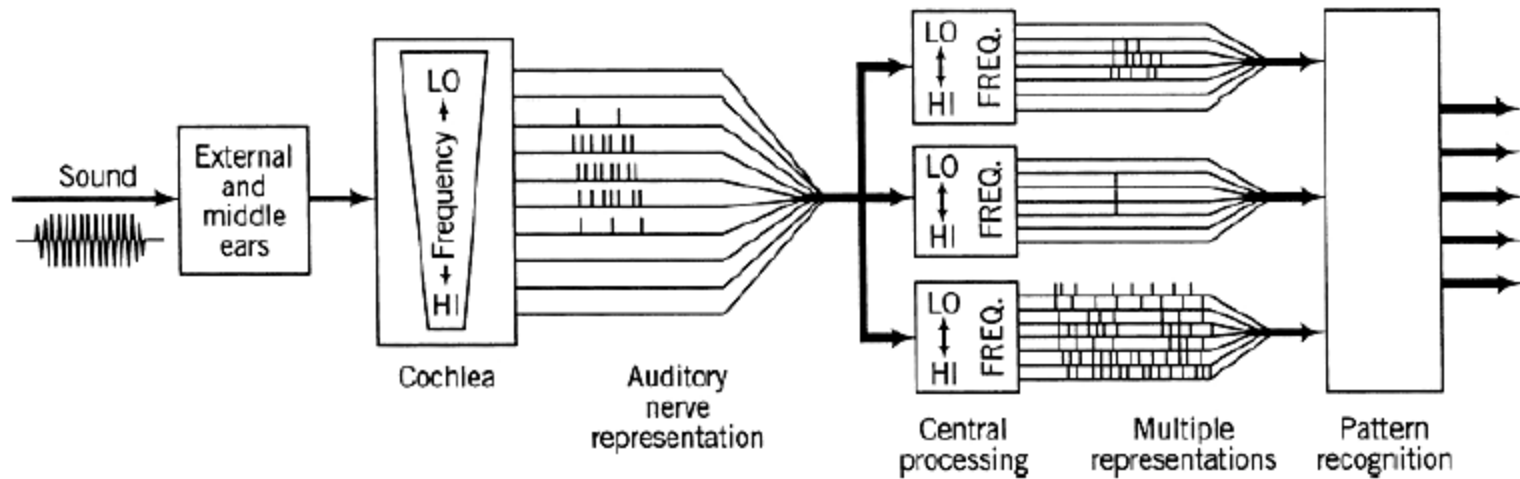 Sound
External
and
middle
ears
LO
Frequency
HI
Cochlea
Auditory
nerve
representation
LO
HI
FREQ.
LO
HI
FREQ.
LO
HI
FREQ.
Central
processing
Multiple
representations
Pattern
recognition